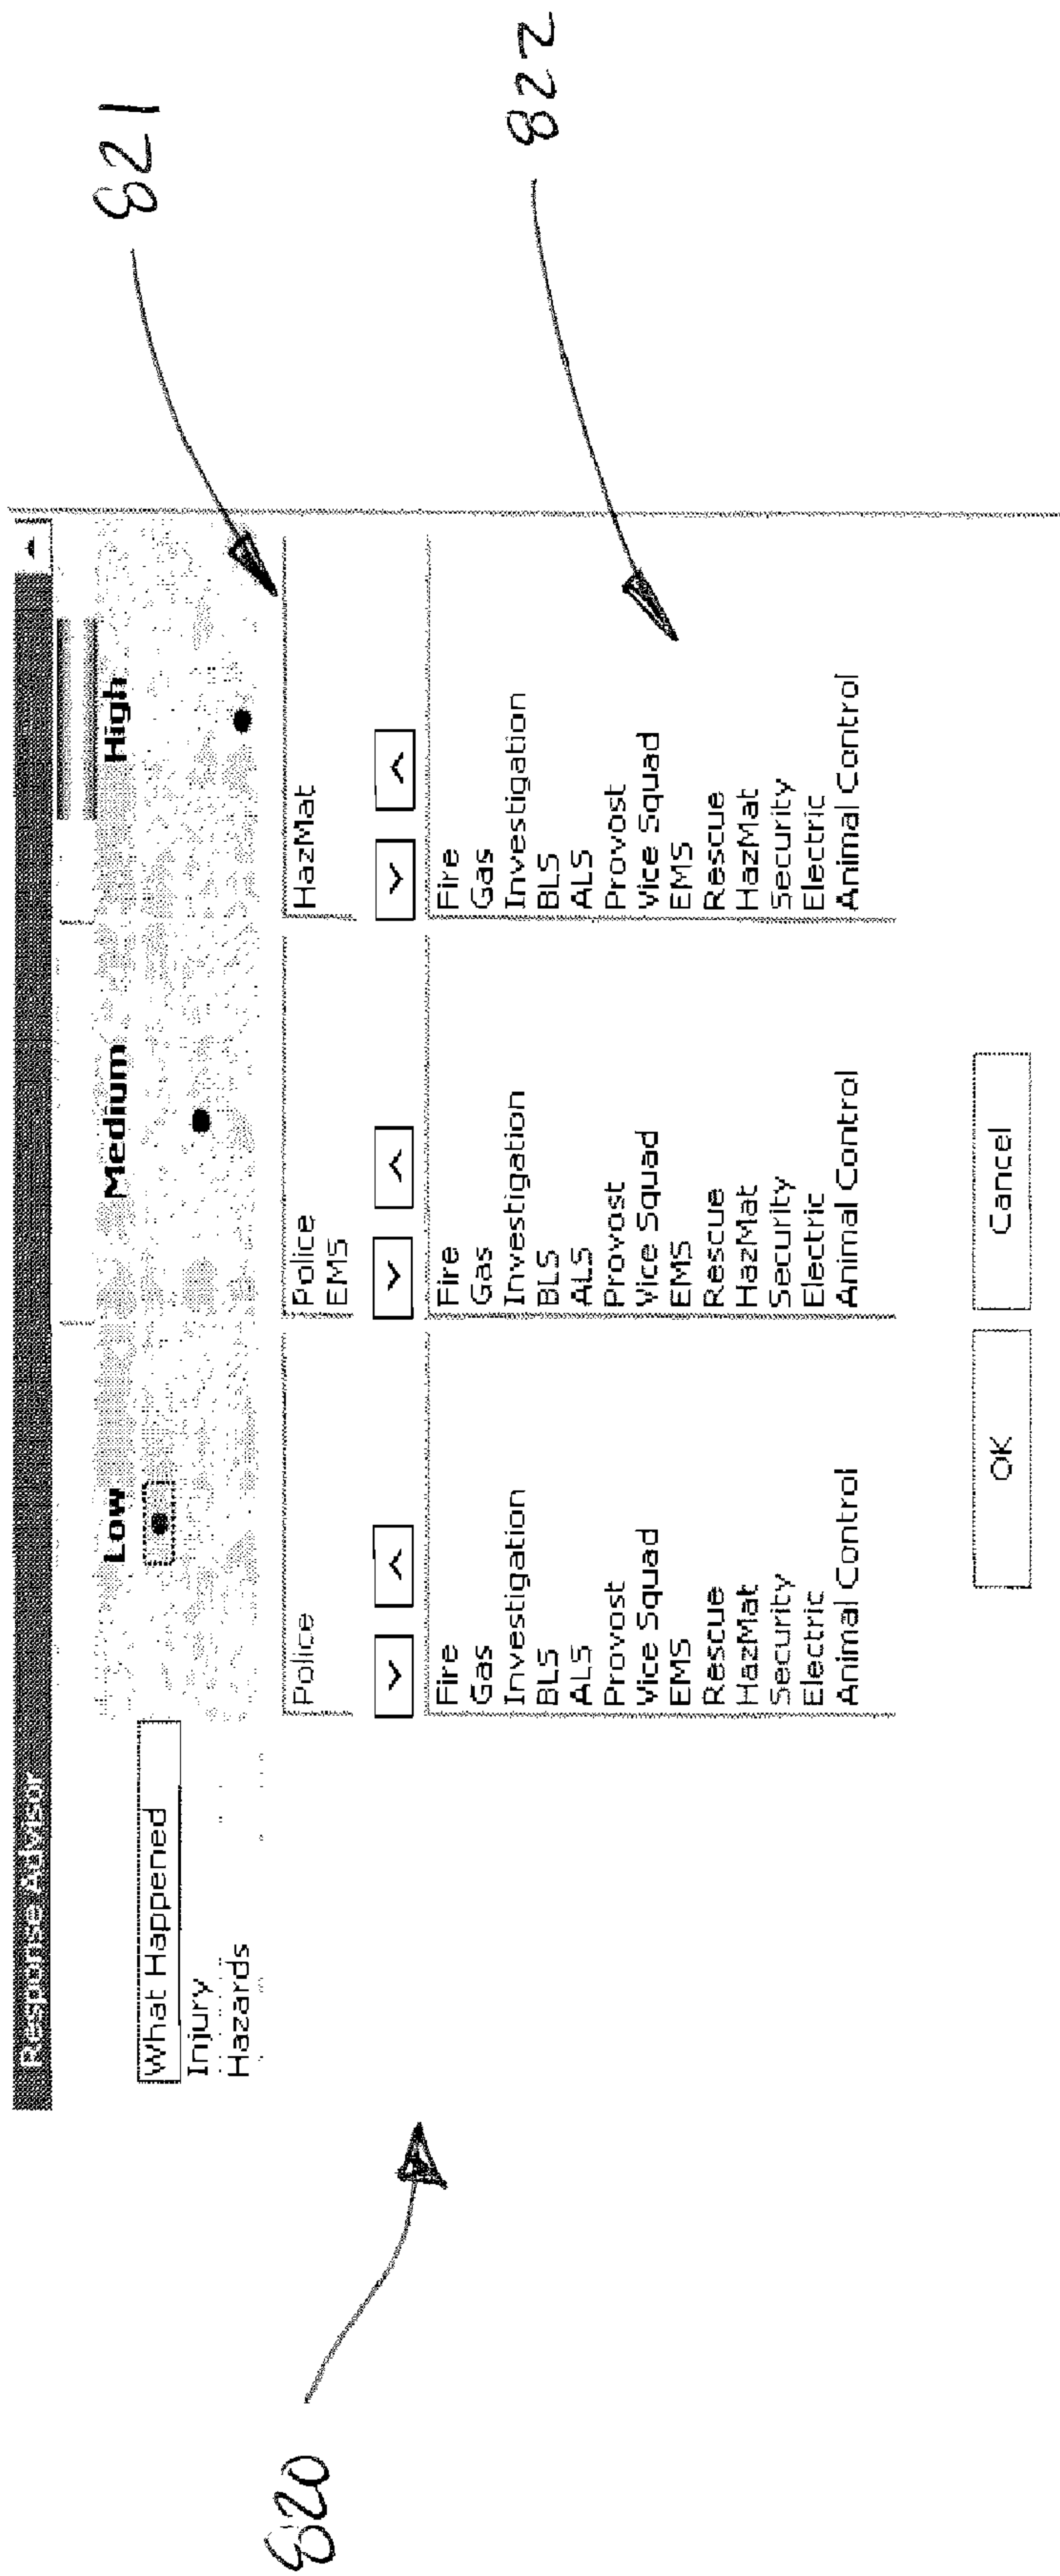 Response Advisor
Low Medium High
What Happened
Injury
Hazards
821
Police
Police
EMS
HazMat
Fire
Gas
Investigation
BLS
ALS
Provost
Vice Squad
EMS
Rescue
HazMat
Security
Electric
Animal Control
Fire
Gas
Investigation
BLS
ALS
Provost
Vice Squad
EMS
Rescue
HazMat
Security
Electric
Animal Control
Fire
Gas
Investigation
BLS
ALS
Provost
Vice Squad
EMS
Rescue
HazMat
Security
Electric
Animal Control
820
822
OK Cancel